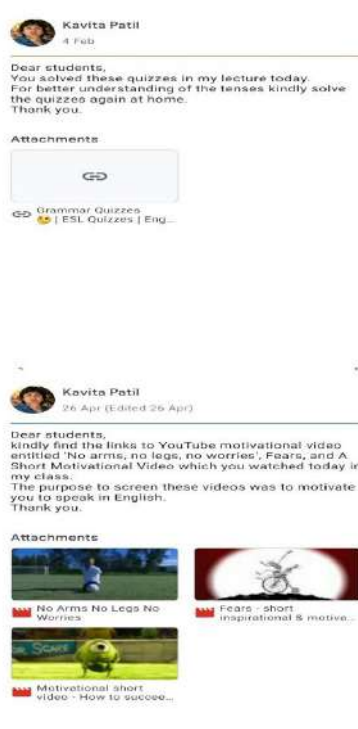 Kavita Patil
4 Feb
Dear students,
You solved these quizzes in my lecture today.
For better understanding of the tenses kindly solve
the quizzes again at home.
Thank you.
Attachments
Grammar Quizzes
| ESL Quizzes | Eng...
Kavita Patil
26 Apr (Edited 26 Apr)
Dear students,
kindly find the links to YouTube motivational video
entitled 'No arms, no legs, no worries', Fears, and A
Short Motivational Video which you watched today in
my class.
The purpose to screen these videos was to motivate
you to speak in English.
Thank you.
Attachments
No Arms No Legs No
Worries
Fears - short
inspirational & motiva...
SCARE
Motivational short
video - How to succee...